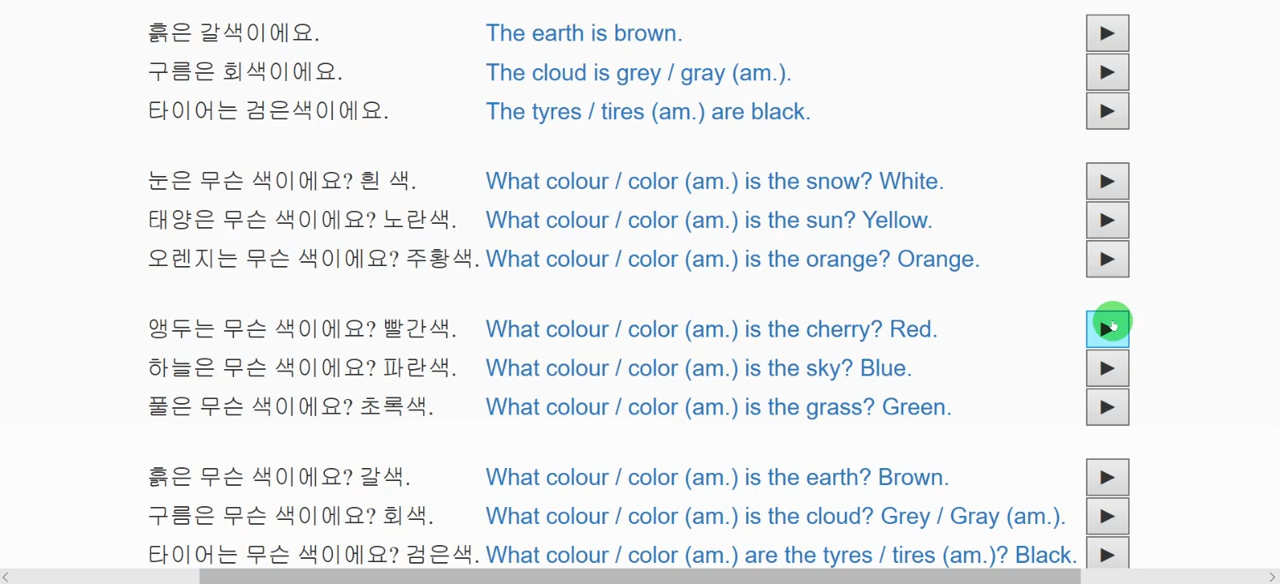 흙은 갈색이에요. The earth is brown.
구름은 회색이에요. The cloud is grey / gray (am.).
타이어는 검은색이에요. The tyres / tires (am.) are black.
눈은 무슨 색이에요? 흰 색. What colour / color (am.) is the snow? White.
태양은 무슨 색이에요? 노란색. What colour / color (am.) is the sun? Yellow.
오렌지는 무슨 색이에요? 주황색. What colour / color (am.) is the orange? Orange.
앵두는 무슨 색이에요? 빨간색. What colour / color (am.) is the cherry? Red.
하늘은 무슨 색이에요? 파란색. What colour / color (am.) is the sky? Blue.
풀은 무슨 색이에요? 초록색. What colour / color (am.) is the grass? Green.
흙은 무슨 색이에요? 갈색. What colour / color (am.) is the earth? Brown.
구름은 무슨 색이에요? 회색. What colour / color (am.) is the cloud? Grey / Gray (am.).
타이어는 무슨 색이에요? 검은색. What colour / color (am.) are the tyres / tires (am.)? Black.